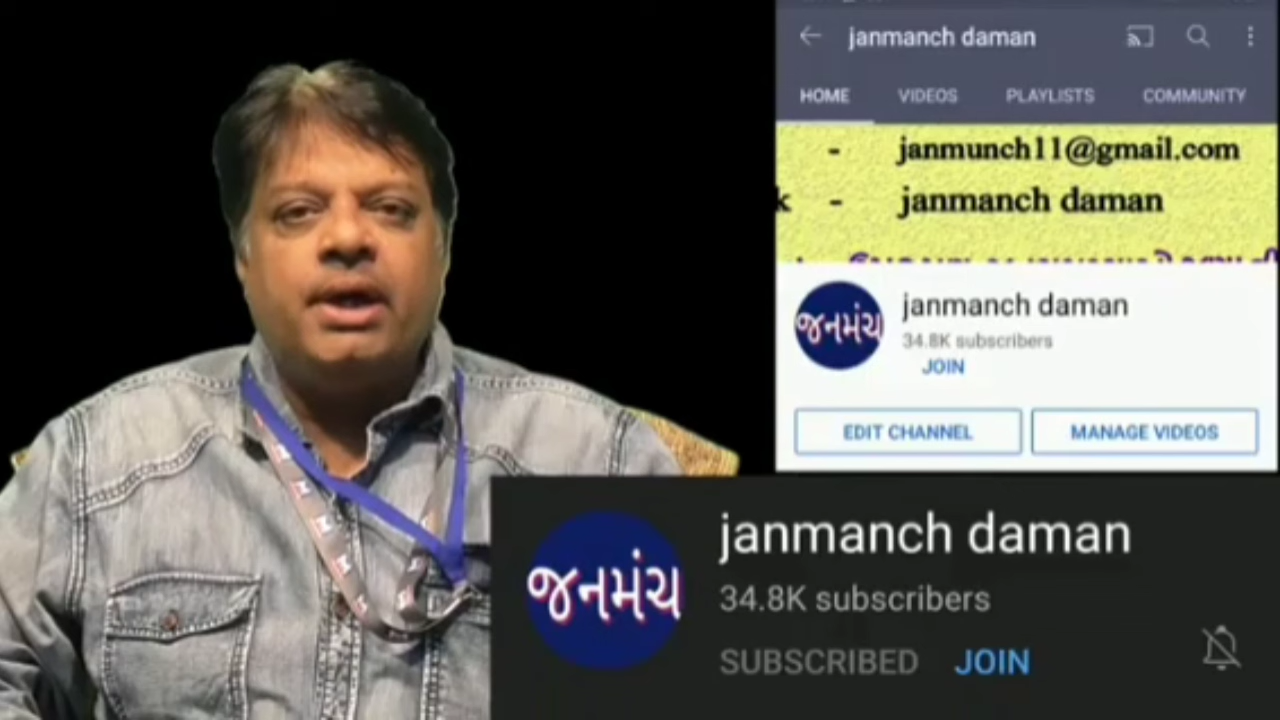 janmanch daman
HOME VIDEOS PLAYLISTS COMMUNITY
- janmunch11@gmail.com
k - janmanch daman
જનમંચ
janmanch daman
34.8K subscribers
JOIN
EDIT CHANNEL MANAGE VIDEOS
જનમંચ
janmanch daman
34.8K subscribers
SUBSCRIBED JOIN